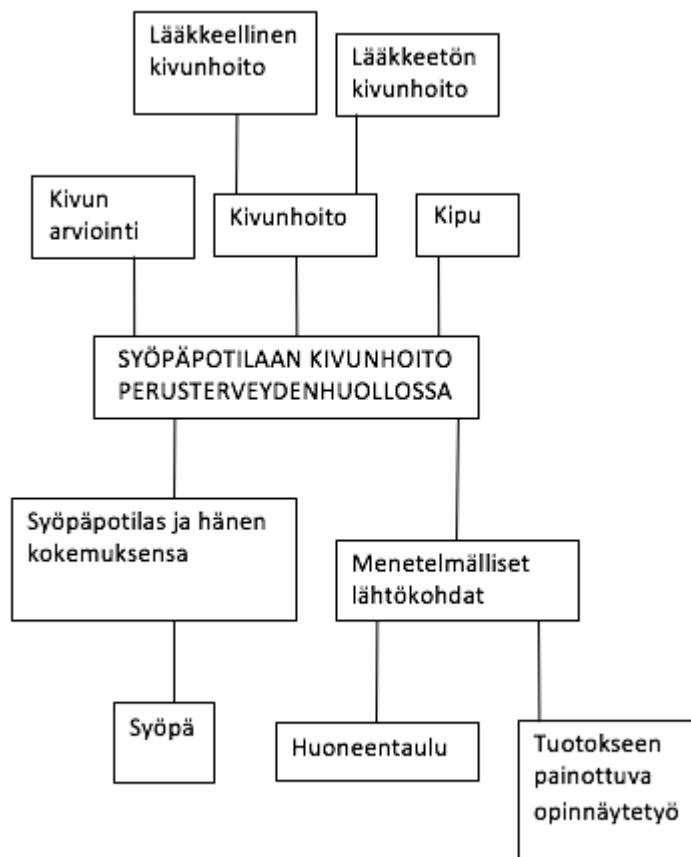 Lääkkeellinen
kivunhoito
Lääkkeetön
kivunhoito
Kivun
arviointi
Kivunhoito
Kipu
SYÖPÄPOTILAAN KIVUNHOITO
PERUSTERVEYDENHUOLLOSSA
Syöpäpotilas ja hänen
kokemuksensa
Menetelmälliset
lähtökohdat
Syöpä
Huoneentaulu
Tuotokseen
painottuva
opinnäytetyö